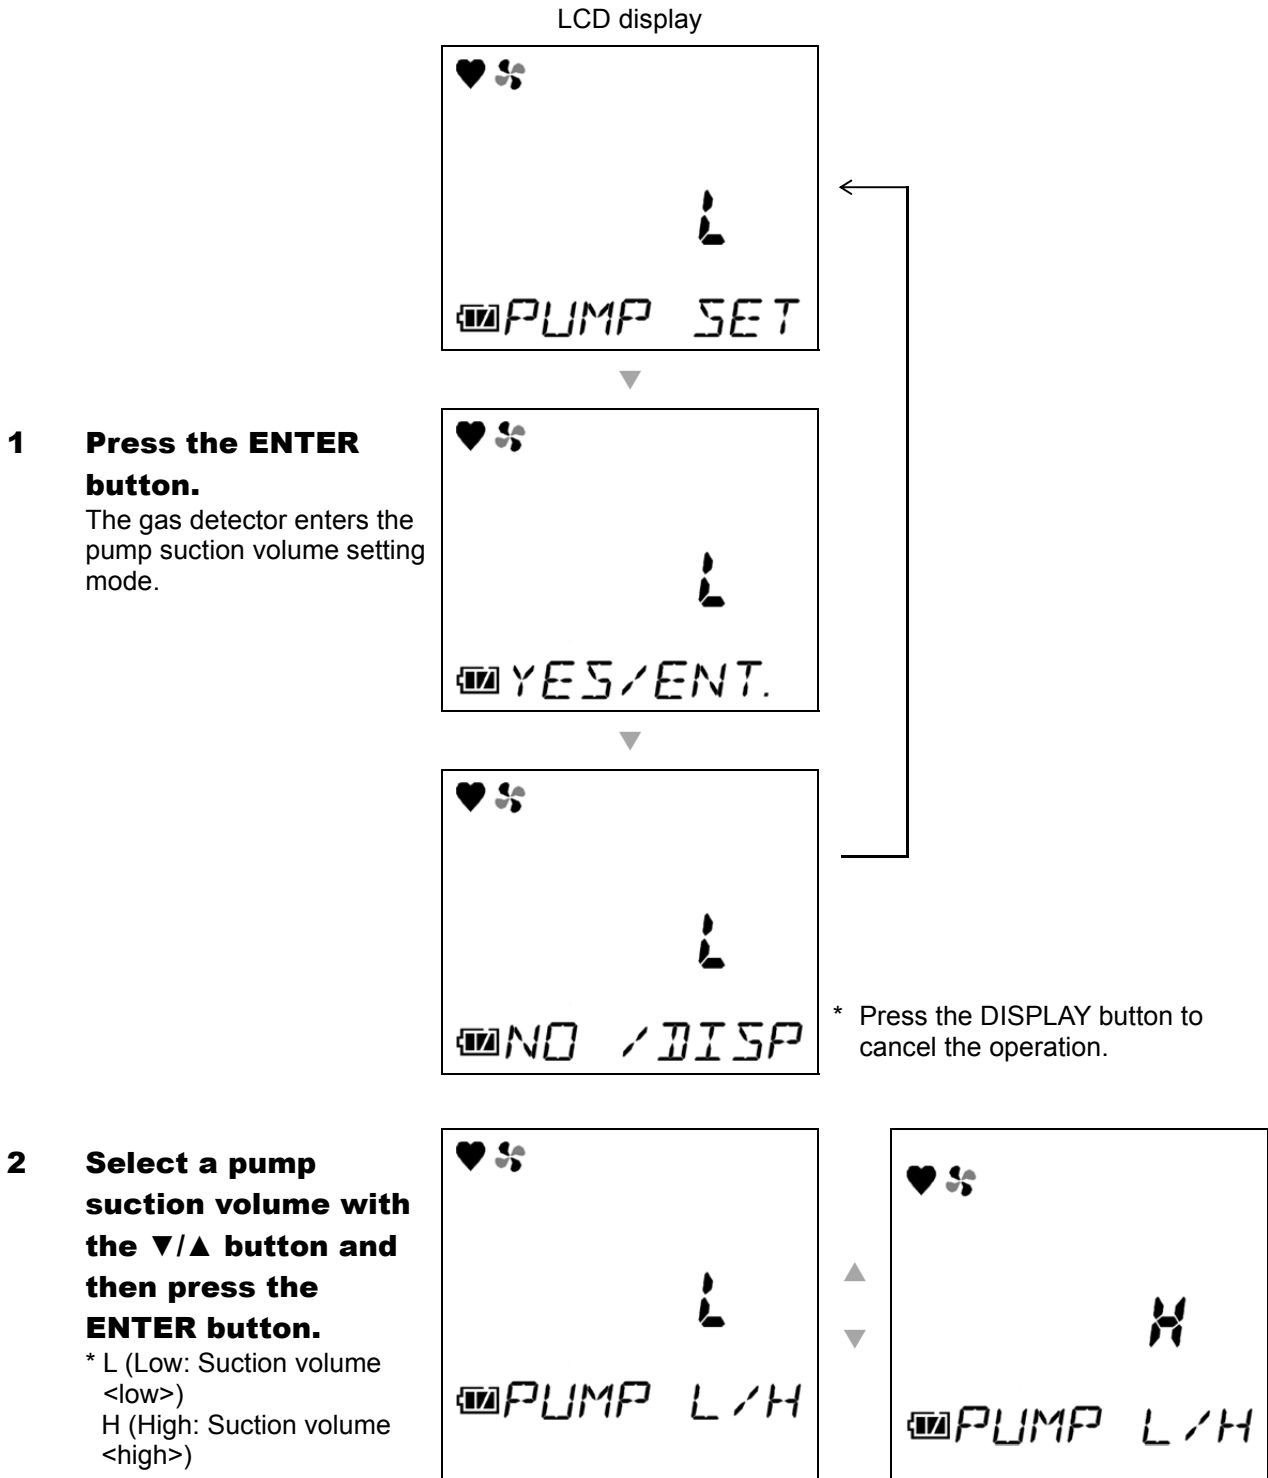 LCD display
L
PUMP SET
1 Press the ENTER
button.
The gas detector enters the
pump suction volume setting
mode.
L
YES/ENT.
L
NO /DISP
* Press the DISPLAY button to
cancel the operation.
2 Select a pump
suction volume with
the ▼/▲ button and
then press the
ENTER button.
* L (Low: Suction volume
<low>)
H (High: Suction volume
<high>)
L
PUMP L/H
H
PUMP L/H